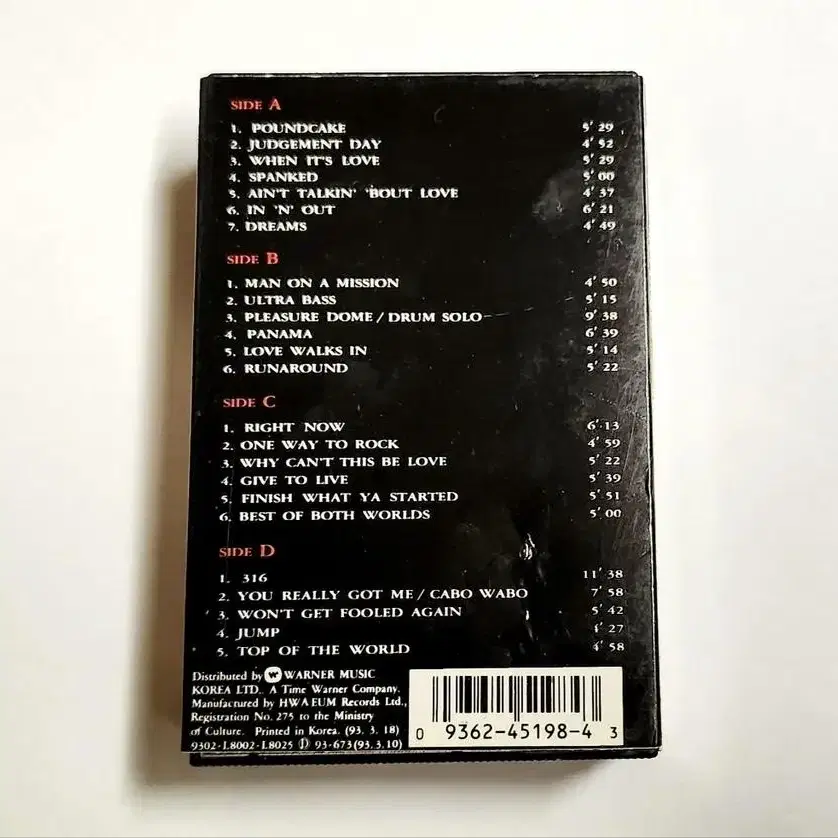 SIDE A
1. POUNDCAKE 5' 29
2. JUDGEMENT DAY 4' 52
3. WHEN IT'S LOVE 5' 29
4. SPANKED 5' 00
5. AIN'T TALKIN' 'BOUT LOVE 4' 37
6. IN 'N' OUT 6' 21
7. DREAMS 4' 49
SIDE B
1. MAN ON A MISSION 4' 50
2. ULTRA BASS 5' 15
3. PLEASURE DOME / DRUM SOLO 9' 38
4. PANAMA 6' 39
5. LOVE WALKS IN 5' 14
6. RUNAROUND 5' 22
SIDE C
1. RIGHT NOW 6' 13
2. ONE WAY TO ROCK 4' 59
3. WHY CAN'T THIS BE LOVE 5' 22
4. GIVE TO LIVE 5' 39
5. FINISH WHAT YA STARTED 5' 51
6. BEST OF BOTH WORLDS 5' 00
SIDE D
1. 316 11' 38
2. YOU REALLY GOT ME / CABO WABO 7' 58
3. WON'T GET FOOLED AGAIN 5' 42
4. JUMP 4' 27
5. TOP OF THE WORLD 4' 58
Distributed by WARNER MUSIC
KOREA LTD,. A Time Warner Company.
Manufactured by HWAEUM Records Ltd.,
Registration No. 275 to the Ministry
of Culture. Printed in Korea. (93. 3. 18)
9302-L8002-L8025 Ⓓ 93-673(93.3.10)
0 9362-45198-4 3